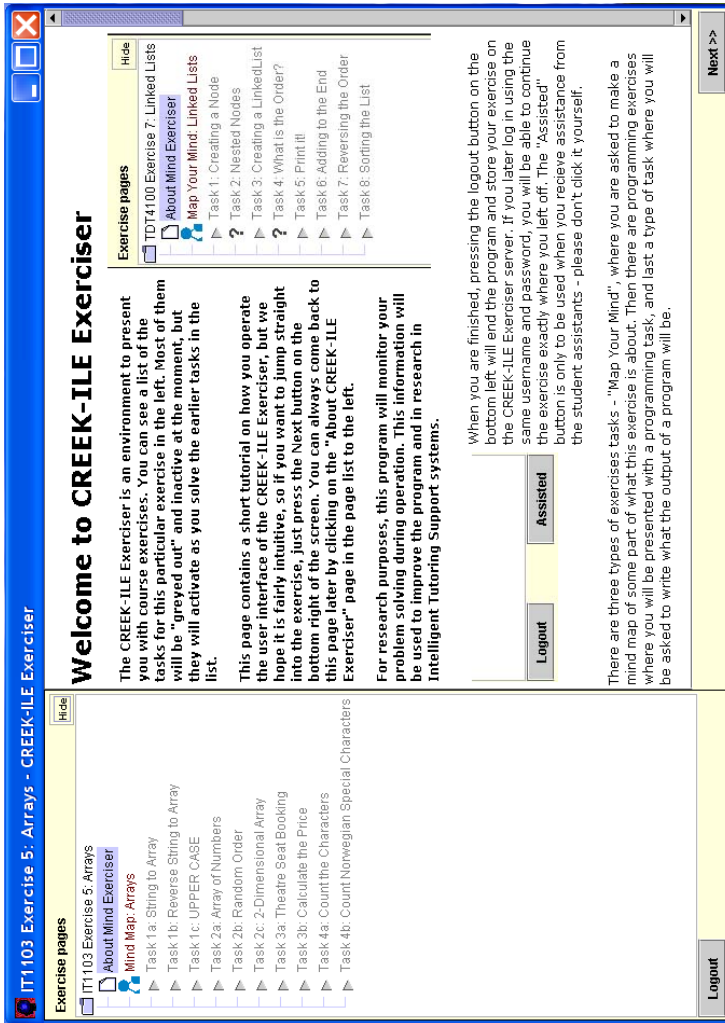 IT1103 Exercise 5: Arrays - CREEK-ILE Exerciser
Exercise pages
Hide
IT1103 Exercise 5: Arrays
About Mind Exerciser
Mind Map: Arrays
Task 1a: String to Array
Task 1b: Reverse String to Array
Task 1c: UPPER CASE
Task 2a: Array of Numbers
Task 2b: Random Order
Task 2c: 2-Dimensional Array
Task 3a: Theatre Seat Booking
Task 3b: Calculate the Price
Task 4a: Count the Characters
Task 4b: Count Norwegian Special Characters
Logout
Welcome to CREEK-ILE Exerciser
The CREEK-ILE Exerciser is an environment to present
you with course exercises. You can see a list of the
tasks for this particular exercise in the left. Most of them
will be "greyed out" and inactive at the moment, but
they will activate as you solve the earlier tasks in the
list.
This page contains a short tutorial on how you operate
the user interface of the CREEK-ILE Exerciser, but we
hope it is fairly intuitive, so if you want to jump straight
into the exercise, just press the Next button on the
bottom right of the screen. You can always come back to
this page later by clicking on the "About CREEK-ILE
Exerciser" page in the page list to the left.
For research purposes, this program will monitor your
problem solving during operation. This information will
be used to improve the program and in research in
Intelligent Tutoring Support systems.
Exercise pages
Hide
TDT4100 Exercise 7: Linked Lists
About Mind Exerciser
Map Your Mind: Linked Lists
Task 1: Creating a Node
? Task 2: Nested Nodes
Task 3: Creating a LinkedList
? Task 4: What is the Order?
Task 5: Print it!
Task 6: Adding to the End
Task 7: Reversing the Order
Task 8: Sorting the List
Logout
Assisted
When you are finished, pressing the logout button on the
bottom left will end the program and store your exercise on
the CREEK-ILE Exerciser server. If you later log in using the
same username and password, you will be able to continue
the exercise exactly where you left off. The "Assisted"
button is only to be used when you recieve assistance from
the student assistants - please don't click it yourself.
There are three types of exercises tasks - "Map Your Mind", where you are asked to make a
mind map of some part of what this exercise is about. Then there are programming exercises
where you will be presented with a programming task, and last a type of task where you will
be asked to write what the output of a program will be.
Next >>